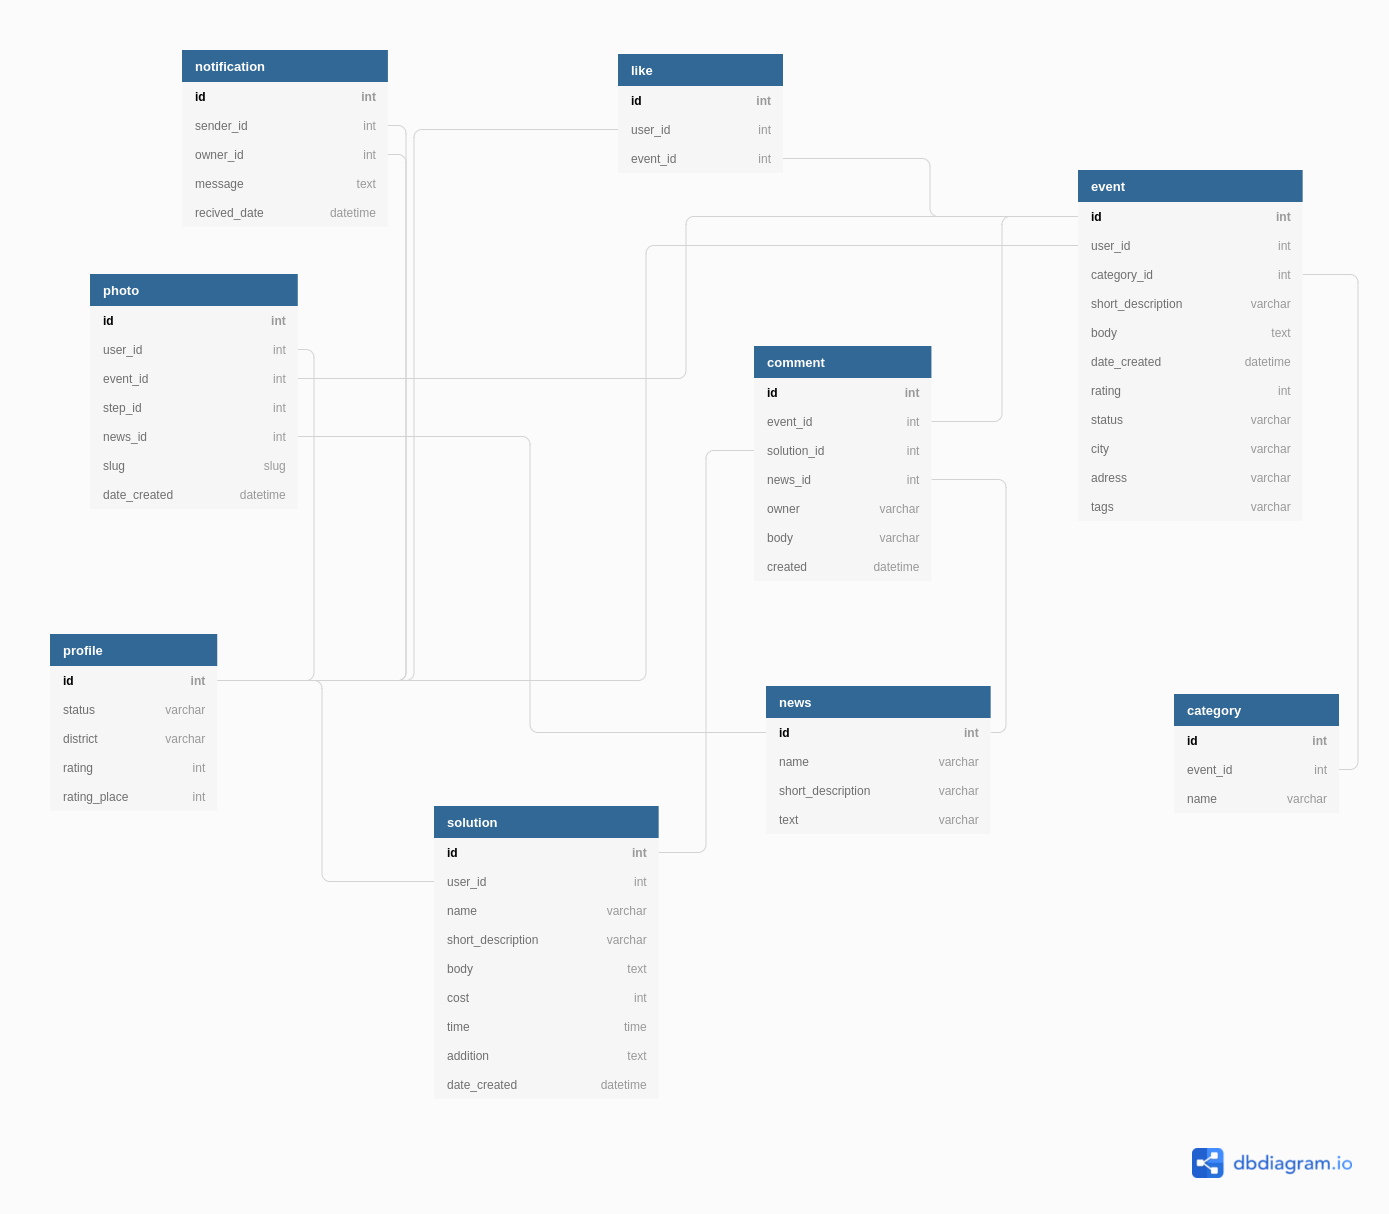 notification
id int
sender_id int
owner_id int
message text
recived_date datetime
like
id int
user_id int
event_id int
event
id int
user_id int
category_id int
short_description varchar
body text
date_created datetime
rating int
status varchar
city varchar
adress varchar
tags varchar
photo
id int
user_id int
event_id int
step_id int
news_id int
slug slug
date_created datetime
comment
id int
event_id int
solution_id int
news_id int
owner varchar
body varchar
created datetime
profile
id int
status varchar
district varchar
rating int
rating_place int
news
id int
name varchar
short_description varchar
text varchar
category
id int
event_id int
name varchar
solution
id int
user_id int
name varchar
short_description varchar
body text
cost int
time time
addition text
date_created datetime
dbdiagram.io